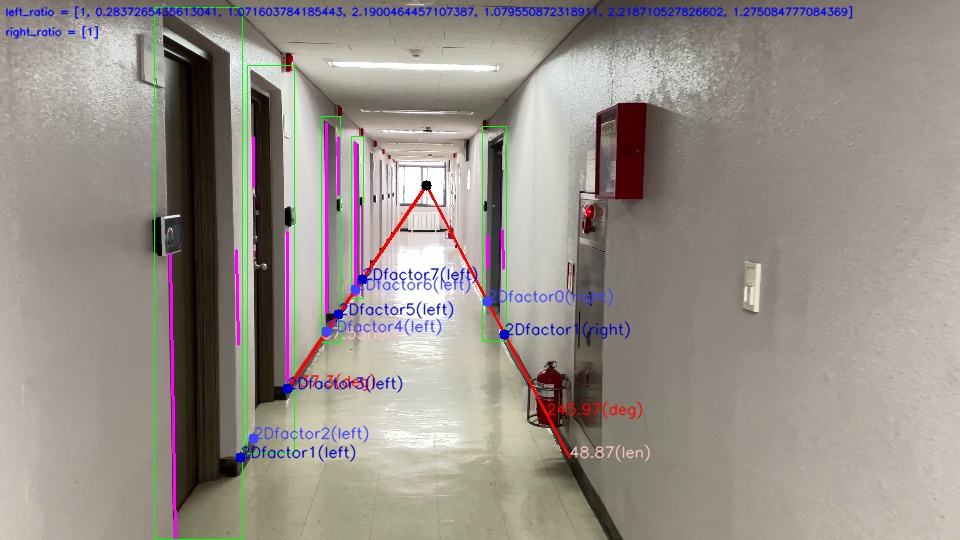 left_ratio = [1, 0.2837265435613041, 1.071603784185443, 2.1900464457107387, 1.079550872318911, 2.218710527826602, 1.275084777084369]
right_ratio = [1]
2Dfactor7(left)
2Dfactor6(left)
2Dfactor0(right)
2Dfactor5(left)
2Dfactor4(left)
2Dfactor1(right)
2Dfactor3(left)
245.97(deg)
2Dfactor2(left)
2Dfactor1(left)
48.87(len)